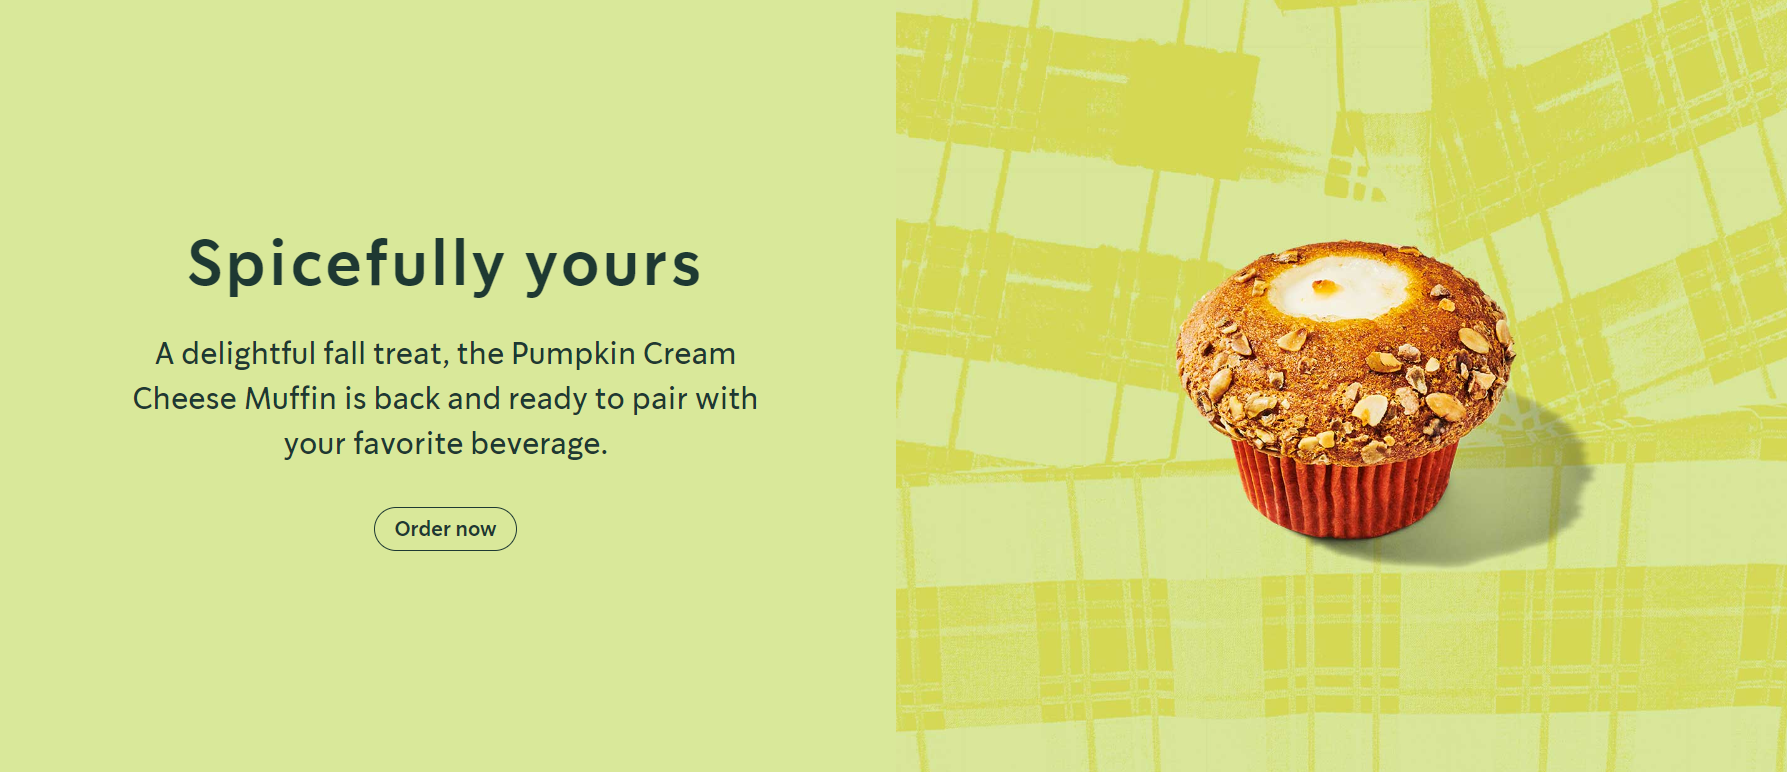 Spicefully yours
A delightful fall treat, the Pumpkin Cream
Cheese Muffin is back and ready to pair with
your favorite beverage.
Order now